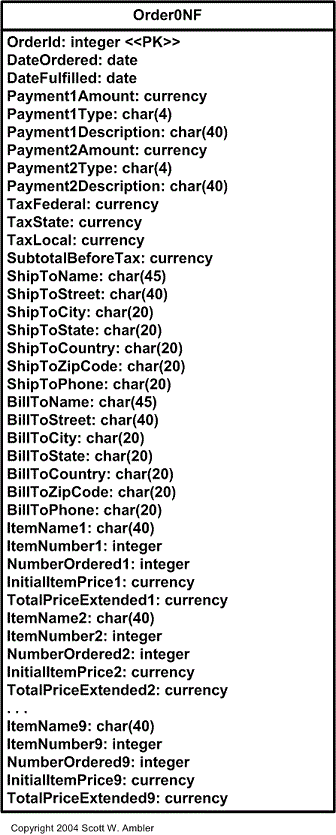 Order0NF
OrderId: integer <<PK>>
DateOrdered: date
DateFulfilled: date
Payment1Amount: currency
Payment1Type: char(4)
Payment1Description: char(40)
Payment2Amount: currency
Payment2Type: char(4)
Payment2Description: char(40)
TaxFederal: currency
TaxState: currency
TaxLocal: currency
SubtotalBeforeTax: currency
ShipToName: char(45)
ShipToStreet: char(40)
ShipToCity: char(20)
ShipToState: char(20)
ShipToCountry: char(20)
ShipToZipCode: char(20)
ShipToPhone: char(20)
BillToName: char(45)
BillToStreet: char(40)
BillToCity: char(20)
BillToState: char(20)
BillToCountry: char(20)
BillToZipCode: char(20)
BillToPhone: char(20)
ItemName1: char(40)
ItemNumber1: integer
NumberOrdered1: integer
InitialItemPrice1: currency
TotalPriceExtended1: currency
ItemName2: char(40)
ItemNumber2: integer
NumberOrdered2: integer
InitialItemPrice2: currency
TotalPriceExtended2: currency
. . .
ItemName9: char(40)
ItemNumber9: integer
NumberOrdered9: integer
InitialItemPrice9: currency
TotalPriceExtended9: currency
Copyright 2004 Scott W. Ambler